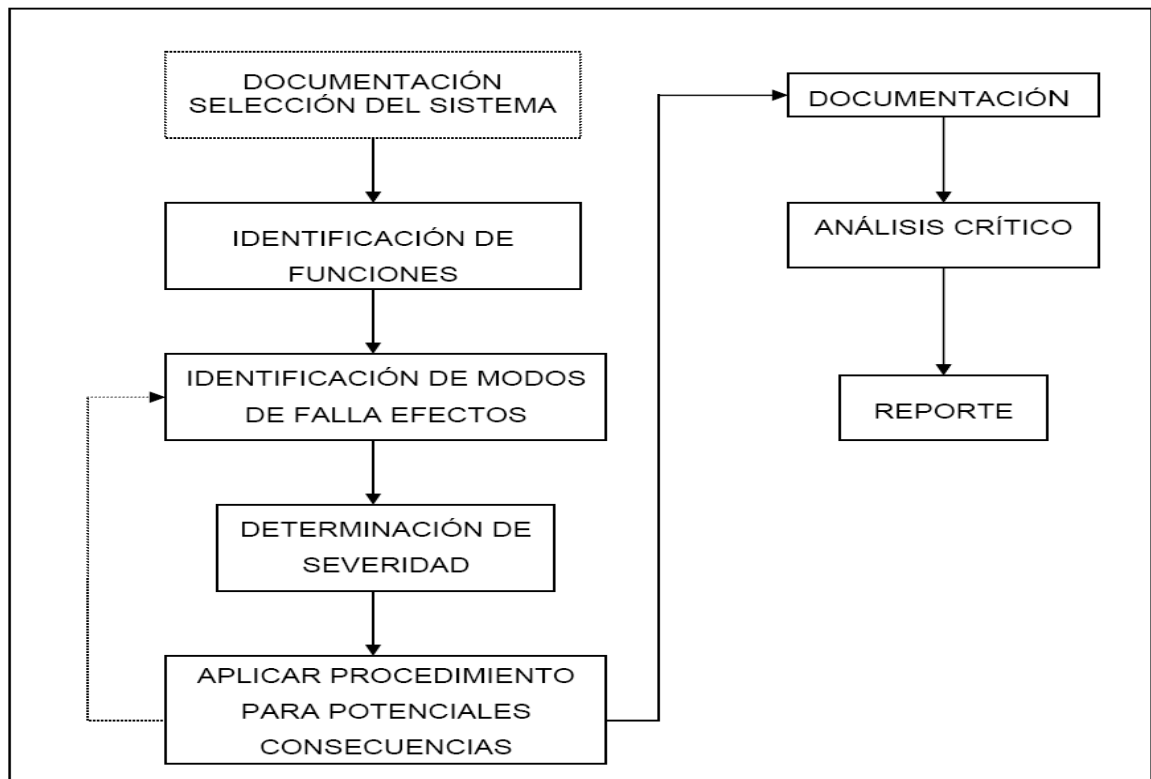 DOCUMENTACIÓN
SELECCIÓN DEL SISTEMA
IDENTIFICACIÓN DE
FUNCIONES
IDENTIFICACIÓN DE MODOS
DE FALLA EFECTOS
DETERMINACIÓN DE
SEVERIDAD
APLICAR PROCEDIMIENTO
PARA POTENCIALES
CONSECUENCIAS
DOCUMENTACIÓN
ANÁLISIS CRÍTICO
REPORTE